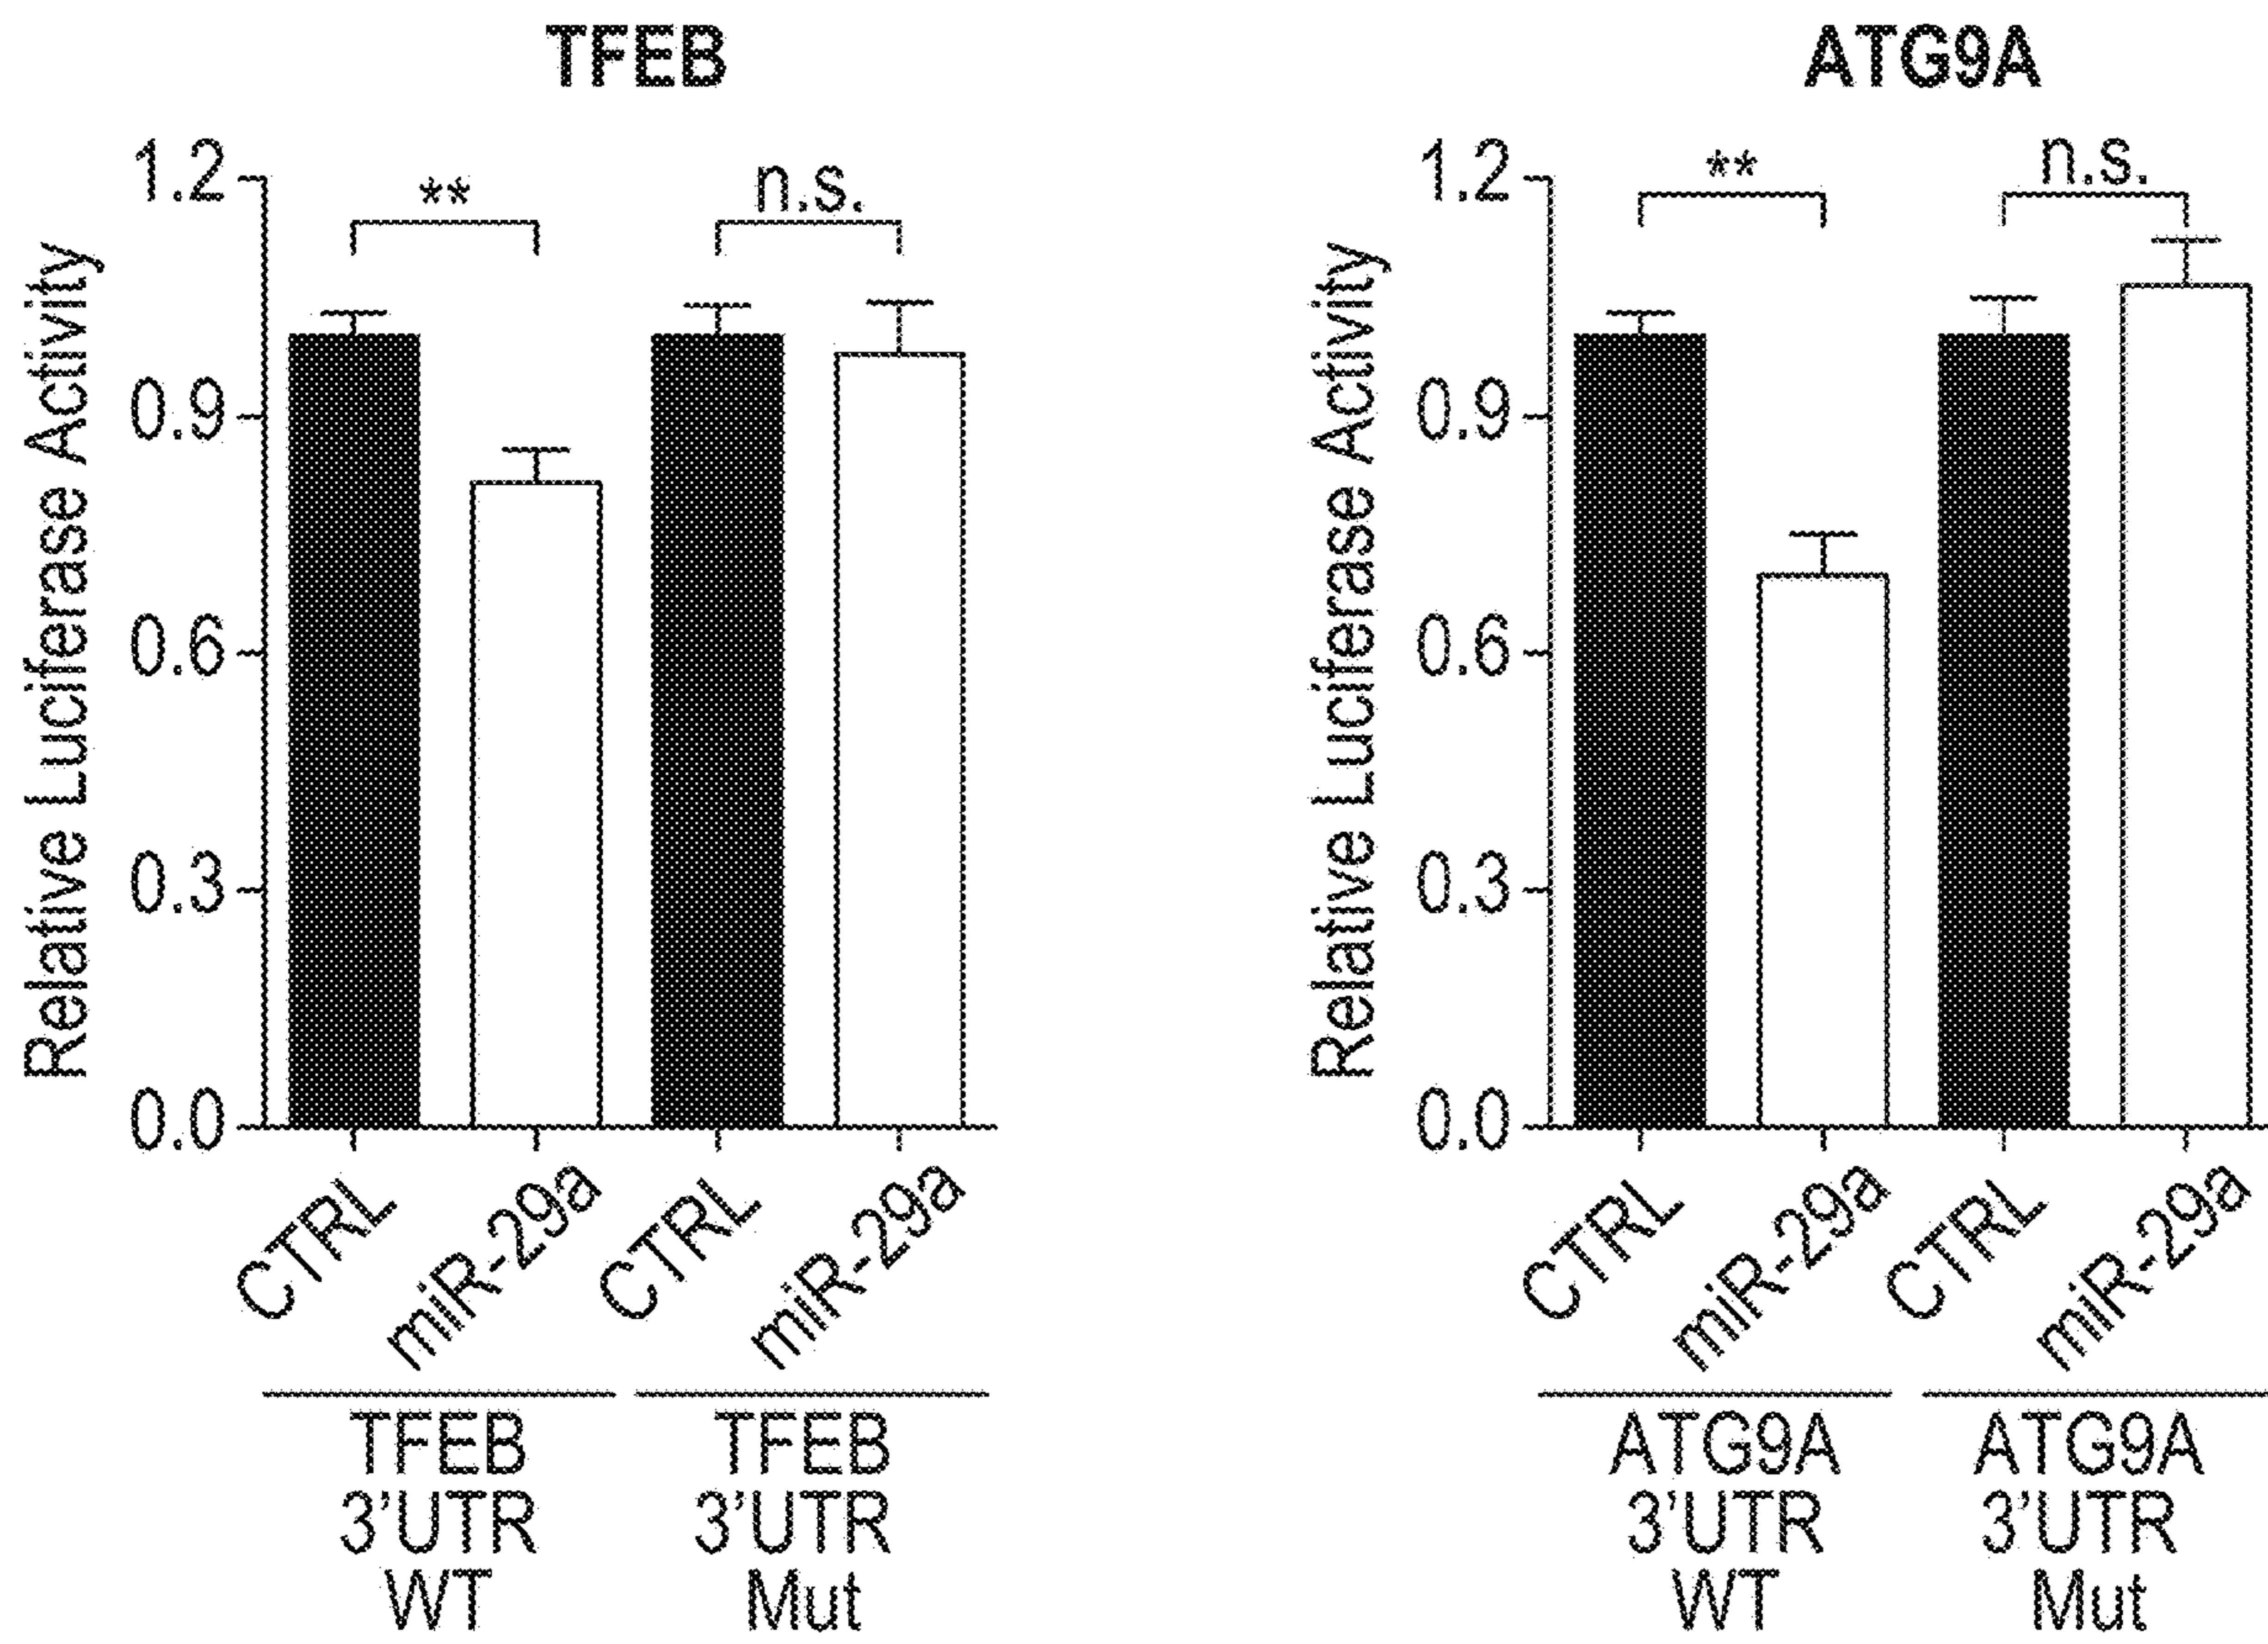 TFEB
Relative Luciferase Activity
1.2
0.9
0.6
0.3
0.0
**
n.s.
CTRL
miR-29a
CTRL
miR-29a
TFEB
3'UTR
WT
TFEB
3'UTR
Mut
ATG9A
Relative Luciferase Activity
1.2
0.9
0.6
0.3
0.0
**
n.s.
CTRL
miR-29a
CTRL
miR-29a
ATG9A
3'UTR
WT
ATG9A
3'UTR
Mut